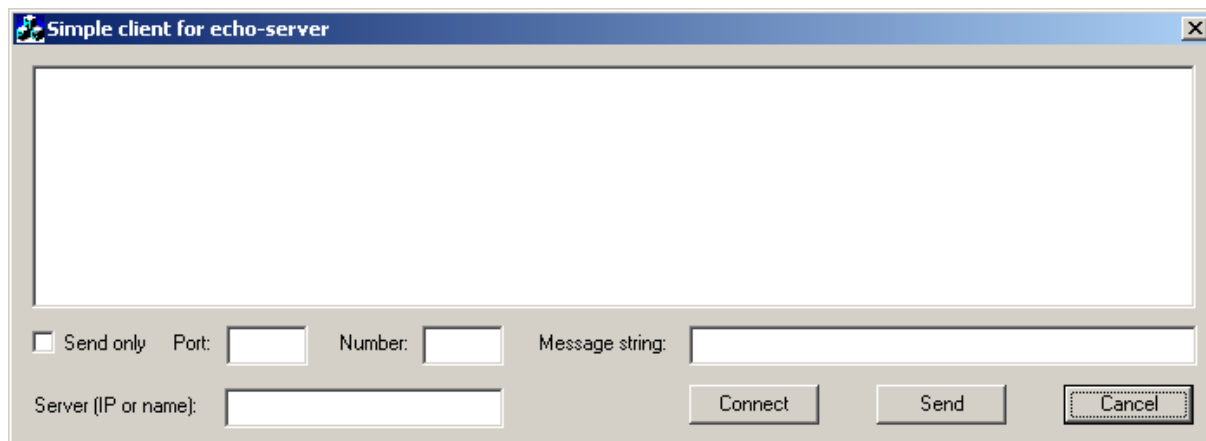 Simple client for echo-server
Send only Port: Number: Message string:
Server (IP or name): Connect Send Cancel